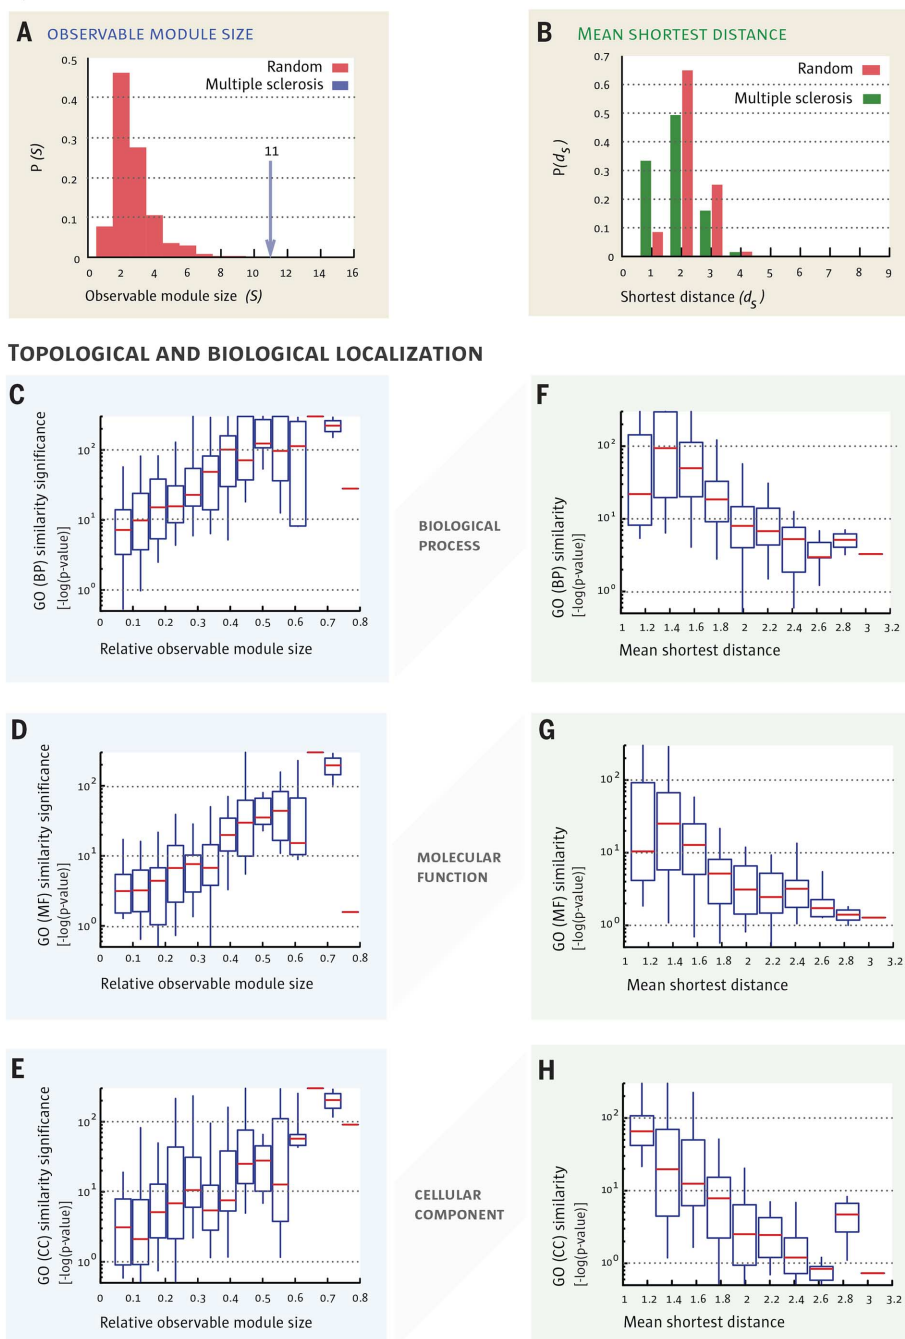 A OBSERVABLE MODULE SIZE
Random
Multiple sclerosis
P (S)
0.5
0.4
0.3
0.2
0.1
0
11
0 2 4 6 8 10 12 14 16
Observable module size (S)
B MEAN SHORTEST DISTANCE
Random
Multiple sclerosis
P(ds)
0.7
0.6
0.5
0.4
0.3
0.2
0.1
0
0 1 2 3 4 5 6 7 8 9
Shortest distance (ds)
TOPOLOGICAL AND BIOLOGICAL LOCALIZATION
C
GO (BP) similarity significance
[-log(p-value)]
10²
10¹
10⁰
0 0.1 0.2 0.3 0.4 0.5 0.6 0.7 0.8
Relative observable module size
BIOLOGICAL
PROCESS
F
GO (BP) similarity
[-log(p-value)]
10²
10¹
10⁰
1 1.2 1.4 1.6 1.8 2 2.2 2.4 2.6 2.8 3 3.2
Mean shortest distance
D
GO (MF) similarity significance
[-log(p-value)]
10²
10¹
10⁰
0 0.1 0.2 0.3 0.4 0.5 0.6 0.7 0.8
Relative observable module size
MOLECULAR
FUNCTION
G
GO (MF) similarity
[-log(p-value)]
10²
10¹
10⁰
1 1.2 1.4 1.6 1.8 2 2.2 2.4 2.6 2.8 3 3.2
Mean shortest distance
E
GO (CC) similarity significance
[-log(p-value)]
10²
10¹
10⁰
0 0.1 0.2 0.3 0.4 0.5 0.6 0.7 0.8
Relative observable module size
CELLULAR
COMPONENT
H
GO (CC) similarity
[-log(p-value)]
10²
10¹
10⁰
1 1.2 1.4 1.6 1.8 2 2.2 2.4 2.6 2.8 3 3.2
Mean shortest distance